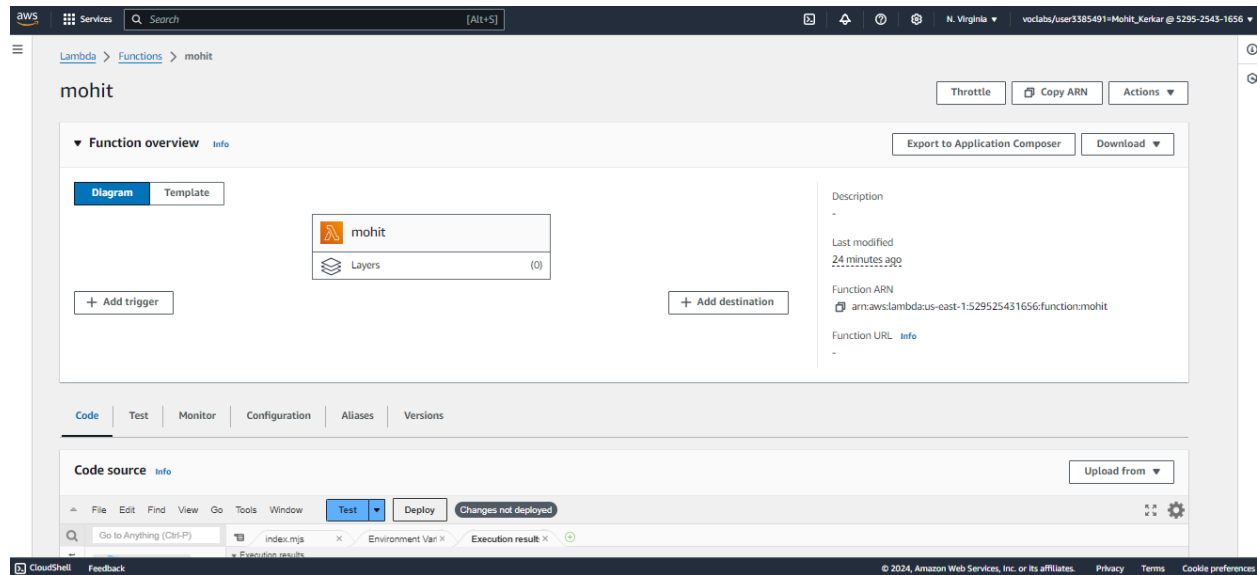 aws Services Search [Alt+S] N. Virginia voclabs/user3385491=Mohit_Kerkar @ 5295-2543-1656
Lambda > Functions > mohit
mohit
Throttle Copy ARN Actions
Function overview Info
Export to Application Composer Download
Diagram Template
mohit
Layers (0)
+ Add trigger
+ Add destination
Description
-
Last modified
24 minutes ago
Function ARN
arn:aws:lambda:us-east-1:529525431656:function:mohit
Function URL Info
-
Code Test Monitor Configuration Aliases Versions
Code source Info
Upload from
File Edit Find View Go Tools Window Test Deploy Changes not deployed
Go to Anything (Ctrl-P) index.mjs × Environment Vari × Execution result ×
Execution results
CloudShell Feedback © 2024, Amazon Web Services, Inc. or its affiliates. Privacy Terms Cookie preferences